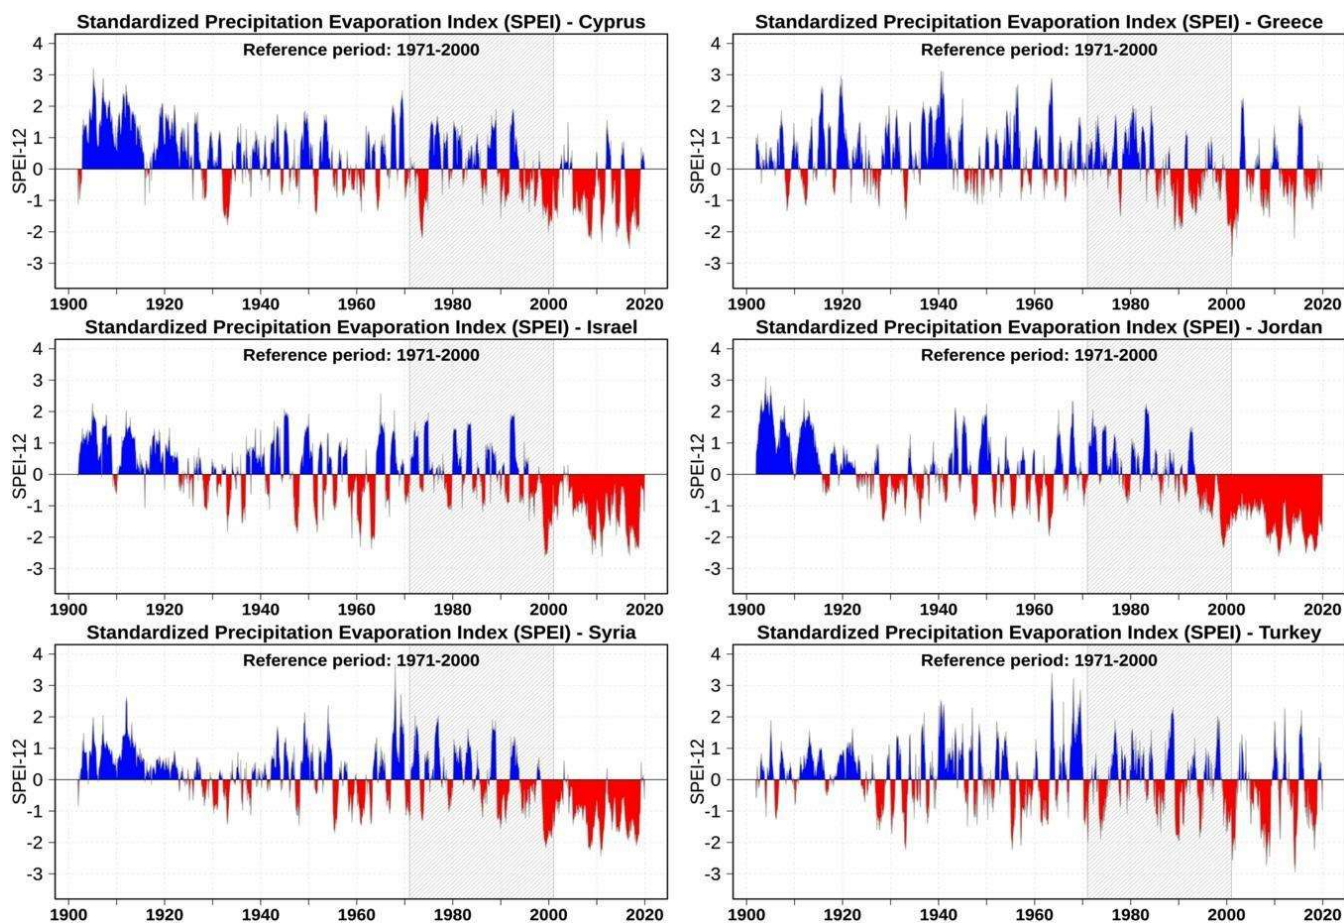 Standardized Precipitation Evaporation Index (SPEI) - Cyprus
Reference period: 1971-2000
SPEI-12
4
3
2
1
0
-1
-2
-3
1900 1920 1940 1960 1980 2000 2020
Standardized Precipitation Evaporation Index (SPEI) - Greece
Reference period: 1971-2000
SPEI-12
4
3
2
1
0
-1
-2
-3
1900 1920 1940 1960 1980 2000 2020
Standardized Precipitation Evaporation Index (SPEI) - Israel
Reference period: 1971-2000
SPEI-12
4
3
2
1
0
-1
-2
-3
1900 1920 1940 1960 1980 2000 2020
Standardized Precipitation Evaporation Index (SPEI) - Jordan
Reference period: 1971-2000
SPEI-12
4
3
2
1
0
-1
-2
-3
1900 1920 1940 1960 1980 2000 2020
Standardized Precipitation Evaporation Index (SPEI) - Syria
Reference period: 1971-2000
SPEI-12
4
3
2
1
0
-1
-2
-3
1900 1920 1940 1960 1980 2000 2020
Standardized Precipitation Evaporation Index (SPEI) - Turkey
Reference period: 1971-2000
SPEI-12
4
3
2
1
0
-1
-2
-3
1900 1920 1940 1960 1980 2000 2020